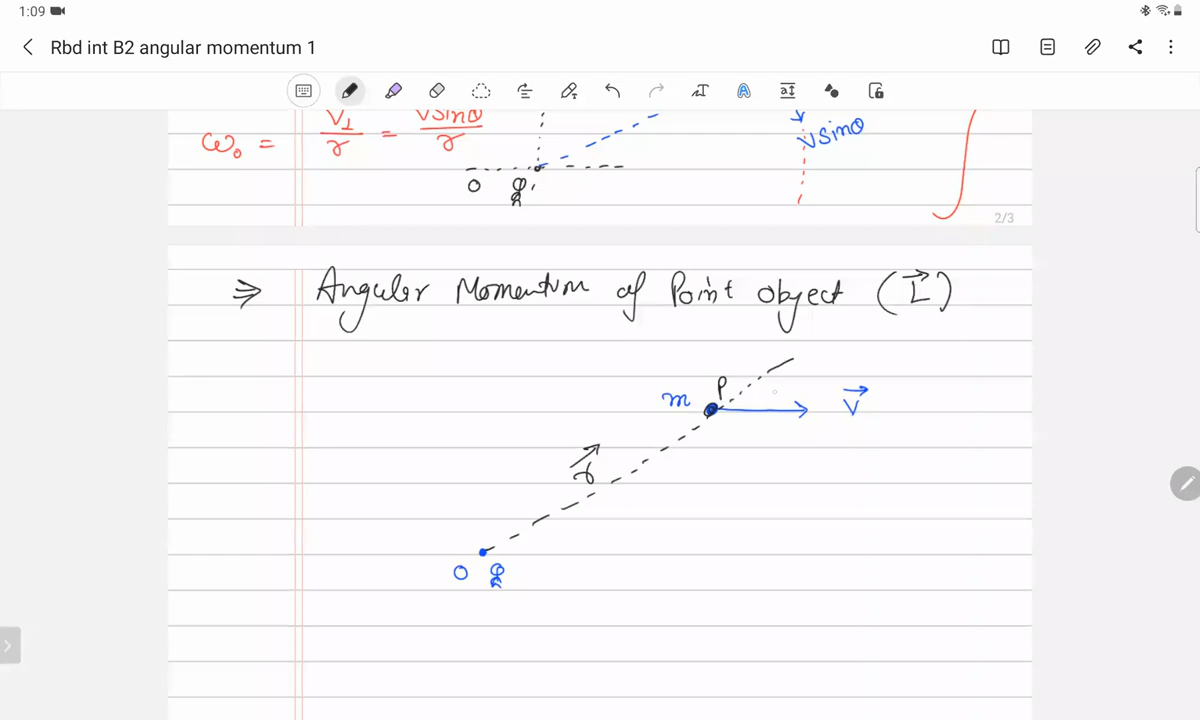 1:09
Rbd int B2 angular momentum 1
ω₀ = V⊥/r = Vsinθ/r
Vsinθ
O
2/3
⇒ Angular Momentum of Point object (L⃗)
P
m
V⃗
r⃗
O